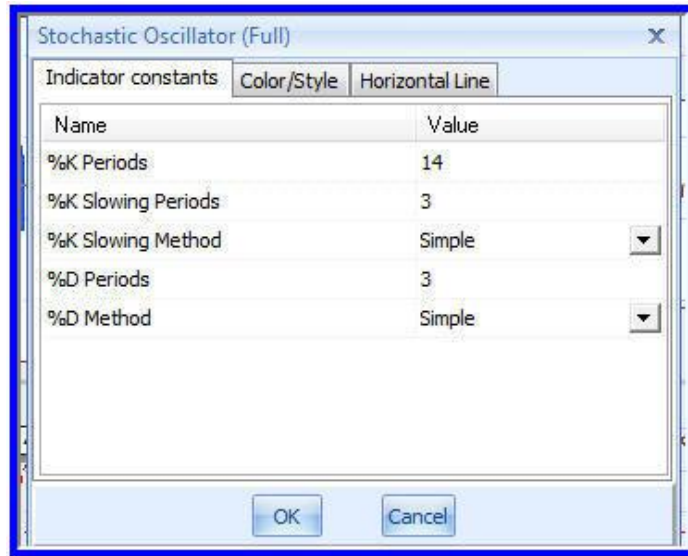 Stochastic Oscillator (Full)
Indicator constants Color/Style Horizontal Line
Name Value
%K Periods 14
%K Slowing Periods 3
%K Slowing Method Simple
%D Periods 3
%D Method Simple
OK Cancel